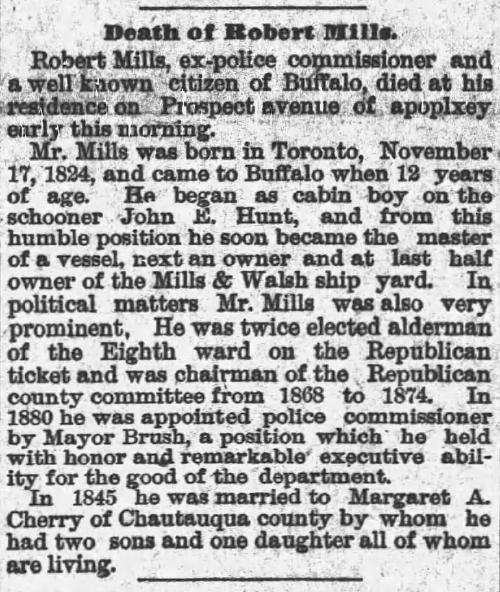 Death of Robert Mills.
Robert Mills, ex-police commissioner and
a well known citizen of Buffalo, died at his
residence on Prospect avenue of apoplxey
early this morning.
Mr. Mills was born in Toronto, November
17, 1824, and came to Buffalo when 12 years
of age. He began as cabin boy on the
schooner John E. Hunt, and from this
humble position he soon became the master
of a vessel, next an owner and at last half
owner of the Mills & Walsh ship yard. In
political matters Mr. Mills was also very
prominent, He was twice elected alderman
of the Eighth ward on the Republican
ticket and was chairman of the Republican
county committee from 1868 to 1874. In
1880 he was appointed police commissioner
by Mayor Brush, a position which he held
with honor and remarkable executive abil-
ity for the good of the department.
In 1845 he was married to Margaret A.
Cherry of Chautauqua county by whom he
had two sons and one daughter all of whom
are living.